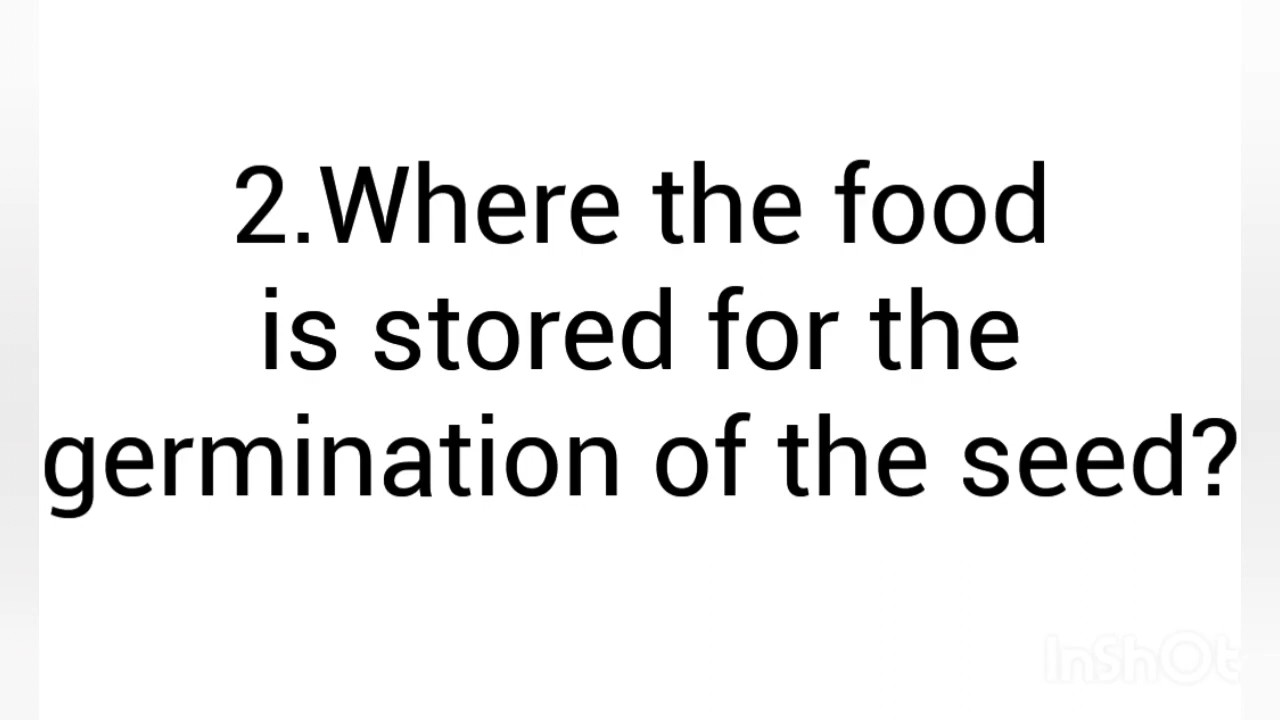 2.Where the food
is stored for the
germination of the seed?
InShOt